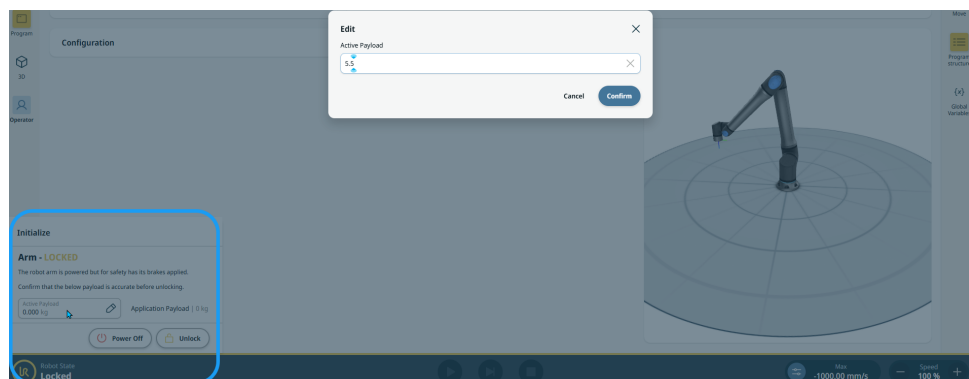 Edit
Active Payload
5.5
Cancel
Confirm
Program
3D
Operator
Configuration
Move
Program
structure
{x}
Global
Variable
Initialize
Arm - LOCKED
The robot arm is powered but for safety has its brakes applied.
Confirm that the below payload is accurate before unlocking.
Active Payload
0.000 kg
Application Payload | 0 kg
Power Off
Unlock
Robot State
Locked
Max
-1000.00 mm/s
Speed
100 %